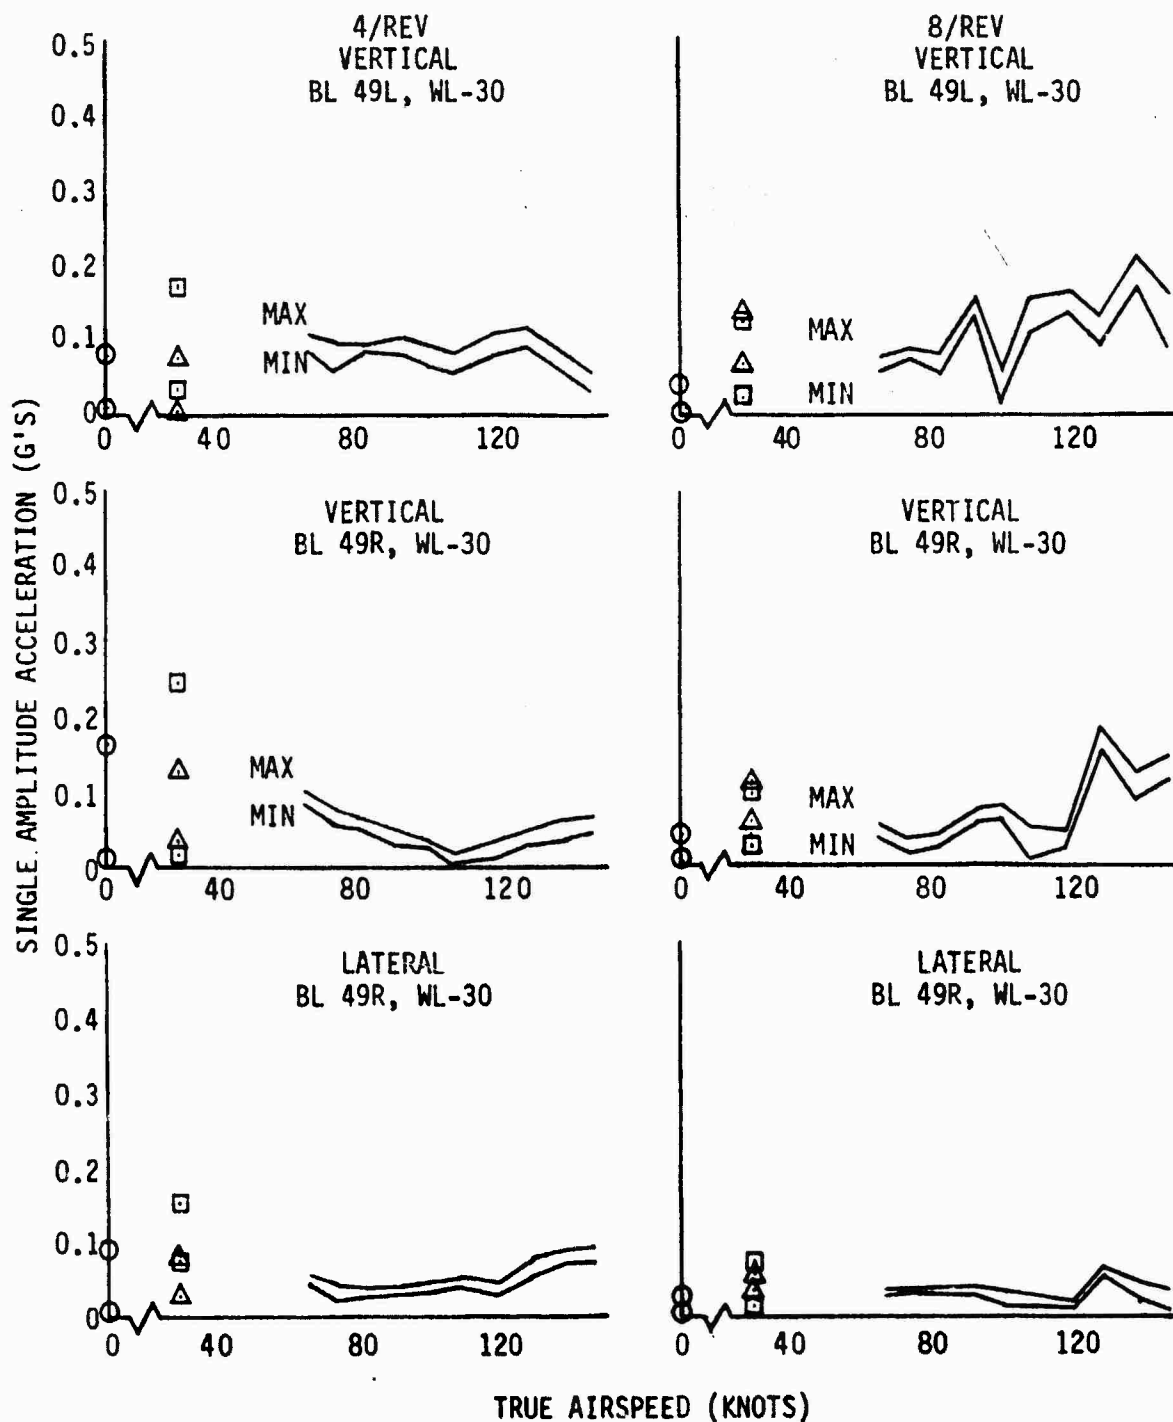 4/REV
VERTICAL
BL 49L, WL-30
0.5
0.4
0.3
0.2
0.1
0
MAX
MIN
0 40 80 120
8/REV
VERTICAL
BL 49L, WL-30
MAX
MIN
0 40 80 120
SINGLE AMPLITUDE ACCELERATION (G'S)
VERTICAL
BL 49R, WL-30
0.5
0.4
0.3
0.2
0.1
0
MAX
MIN
0 40 80 120
VERTICAL
BL 49R, WL-30
MAX
MIN
0 40 80 120
LATERAL
BL 49R, WL-30
0.5
0.4
0.3
0.2
0.1
0
0 40 80 120
LATERAL
BL 49R, WL-30
0 40 80 120
TRUE AIRSPEED (KNOTS)